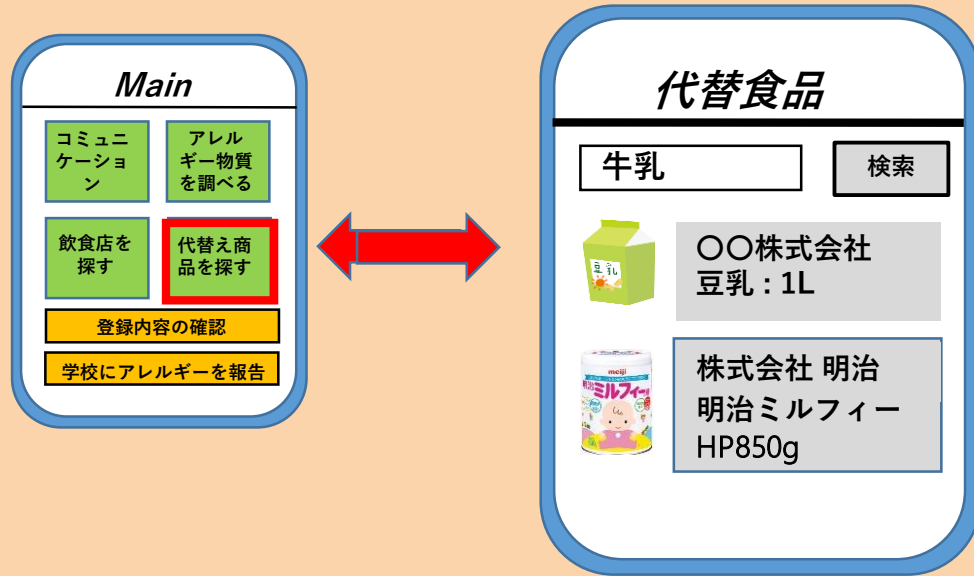 Main
コミュニ
ケーショ
ン
アレル
ギー物質
を調べる
飲食店を
探す
代替え商
品を探す
登録内容の確認
学校にアレルギーを報告
代替食品
牛乳
検索
豆乳
〇〇株式会社
豆乳:1L
meiji
明治
ミルフィー
株式会社 明治
明治ミルフィー
HP850g